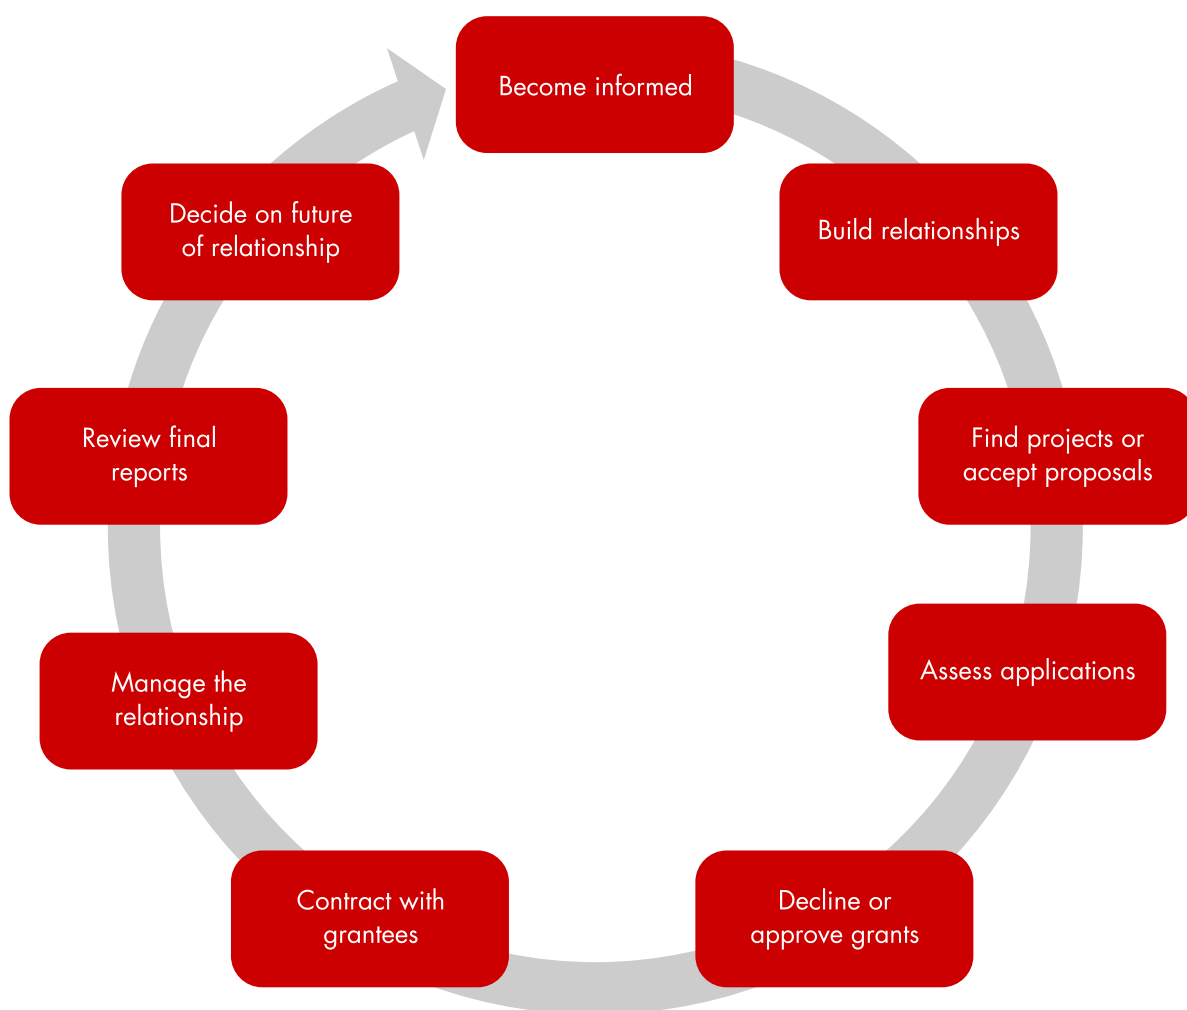 Become informed
Build relationships
Find projects or
accept proposals
Assess applications
Decline or
approve grants
Contract with
grantees
Manage the
relationship
Review final
reports
Decide on future
of relationship